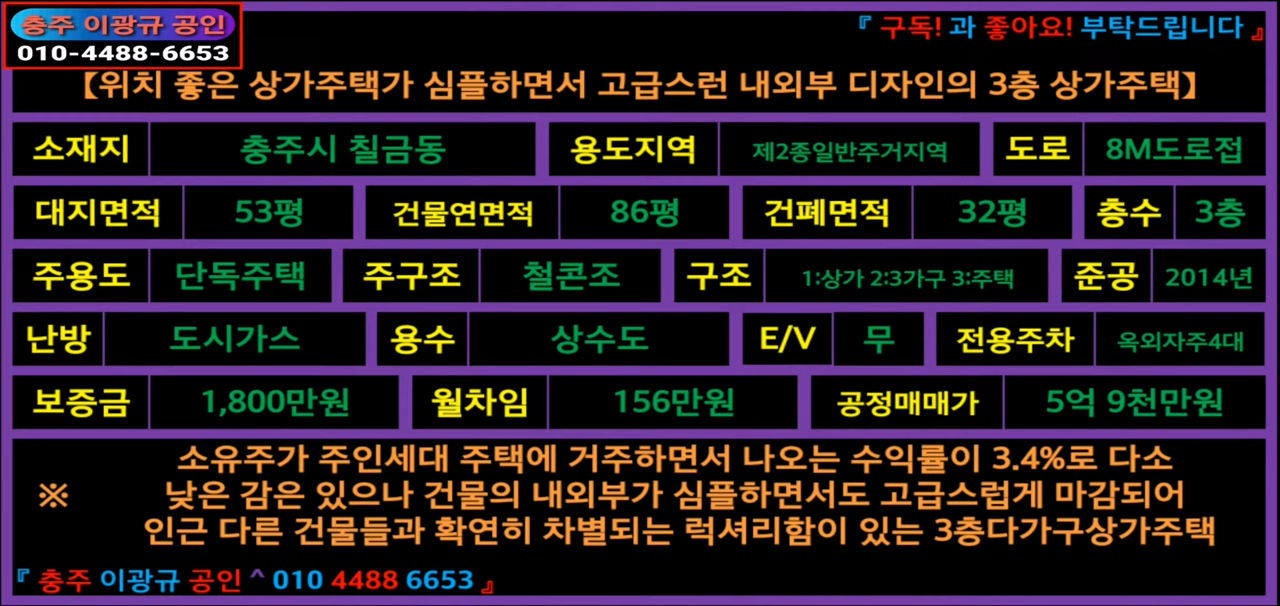 충주 이광규 공인
010-4488-6653
『 구독! 과 좋아요! 부탁드립니다 』
【위치 좋은 상가주택가 심플하면서 고급스런 내외부 디자인의 3층 상가주택】
소재지 충주시 칠금동 용도지역 제2종일반주거지역 도로 8M도로접
대지면적 53평 건물연면적 86평 건폐면적 32평 층수 3층
주용도 단독주택 주구조 철콘조 구조 1:상가 2:3가구 3:주택 준공 2014년
난방 도시가스 용수 상수도 E/V 무 전용주차 옥외자주4대
보증금 1,800만원 월차임 156만원 공정매매가 5억 9천만원
소유주가 주인세대 주택에 거주하면서 나오는 수익률이 3.4%로 다소
※ 낮은 감은 있으나 건물의 내외부가 심플하면서도 고급스럽게 마감되어
인근 다른 건물들과 확연히 차별되는 럭셔리함이 있는 3층다가구상가주택
『 충주 이광규 공인 ^ 010 4488 6653 』